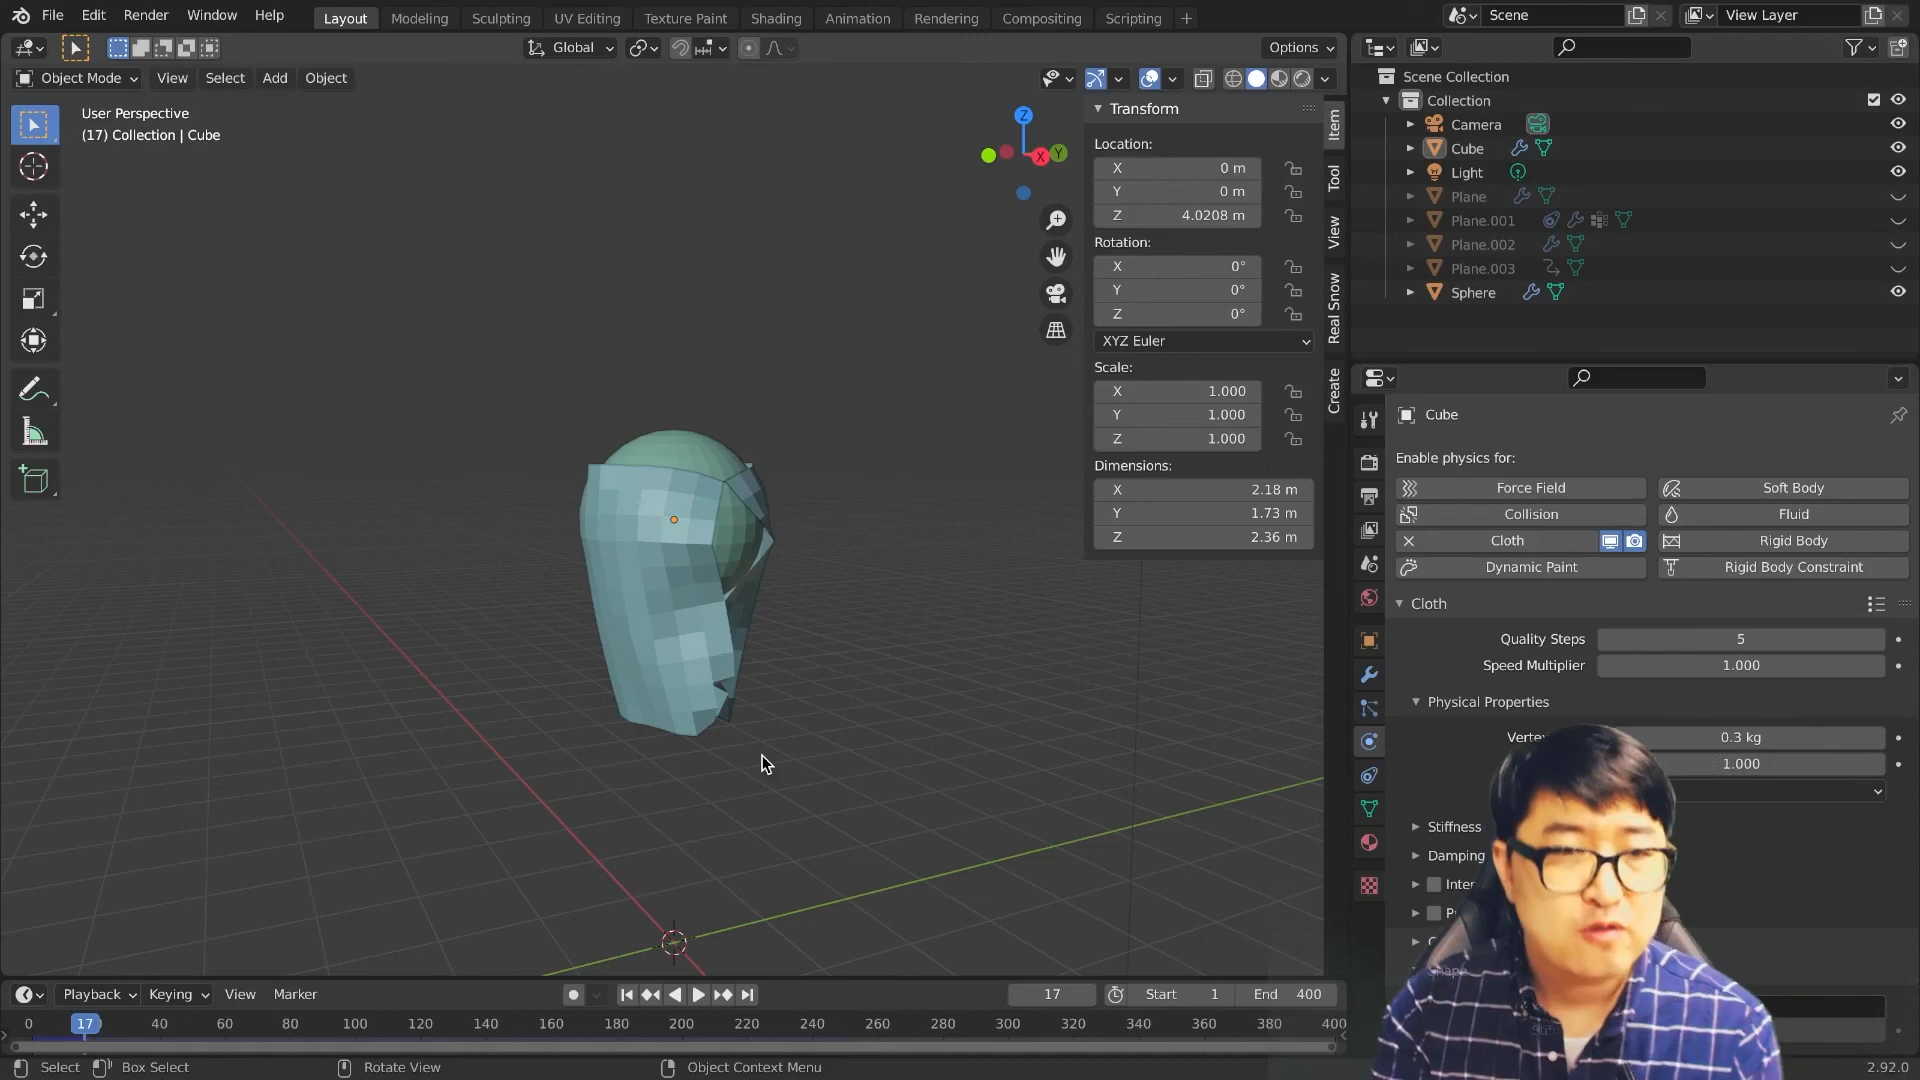 File Edit Render Window Help Layout Modeling Sculpting UV Editing Texture Paint Shading Animation Rendering Compositing Scripting + Scene View Layer
Global Options
Object Mode View Select Add Object
User Perspective
(17) Collection | Cube
Z
X
Y
Transform
Location:
X 0 m
Y 0 m
Z 4.0208 m
Rotation:
X 0°
Y 0°
Z 0°
XYZ Euler
Scale:
X 1.000
Y 1.000
Z 1.000
Dimensions:
X 2.18 m
Y 1.73 m
Z 2.36 m
Item
Tool
View
Real Snow
Create
Scene Collection
Collection
Camera
Cube
Light
Plane
Plane.001
Plane.002
Plane.003
Sphere
Cube
Enable physics for:
Force Field Soft Body
Collision Fluid
Cloth Rigid Body
Dynamic Paint Rigid Body Constraint
Cloth
Quality Steps 5
Speed Multiplier 1.000
Physical Properties
Verte 0.3 kg
1.000
Stiffness
Damping
Inter
P
Playback Keying View Marker 17 Start 1 End 400
0 17 40 60 80 100 120 140 160 180 200 220 240 260 280 300 320 340 360 380 400
Select Box Select Rotate View Object Context Menu 2.92.0